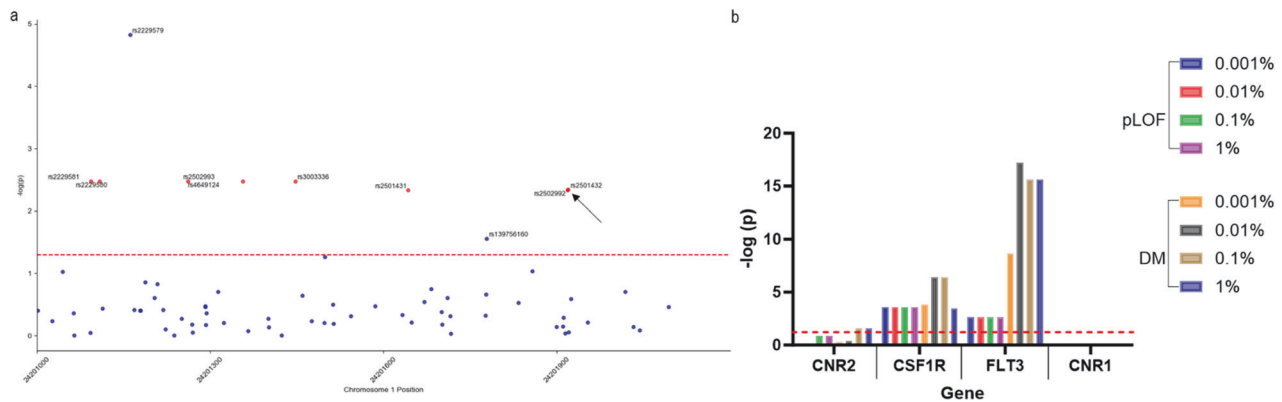 a
5
4
3
2
1
0
-log(p)
rs2229579
rs2229581
rs2229580
rs2502993
rs4649124
rs3003336
rs2501431
rs2501432
rs2502992
rs139756160
24201000
24201300
24201600
24201900
Chromosome 1 Position
b
20
15
10
5
0
-log (p)
CNR2
CSF1R
FLT3
CNR1
Gene
pLOF
0.001%
0.01%
0.1%
1%
DM
0.001%
0.01%
0.1%
1%